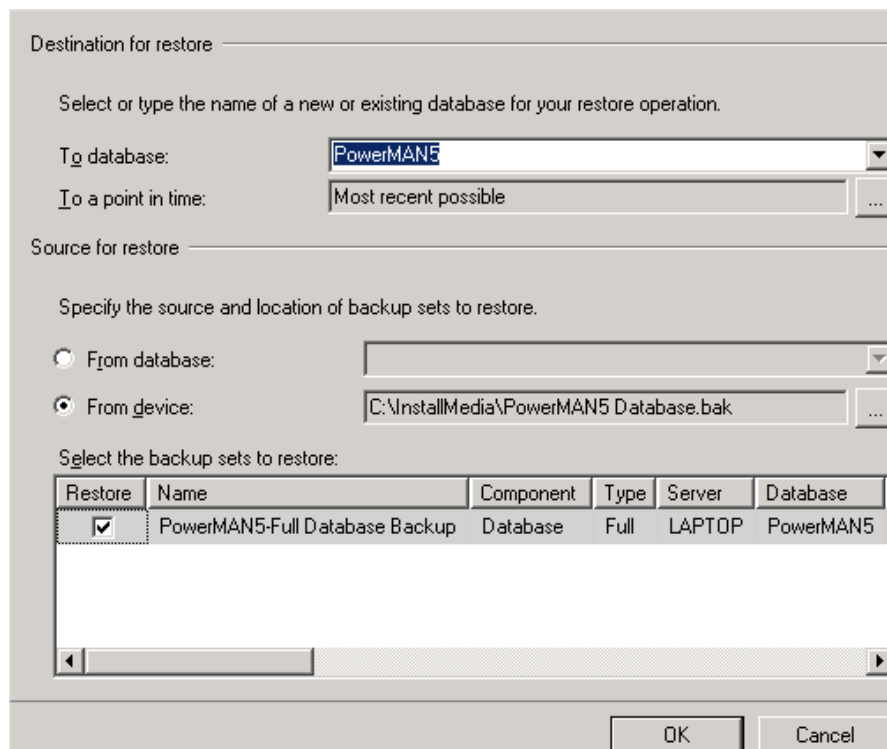 Destination for restore
Select or type the name of a new or existing database for your restore operation.
To database: PowerMAN5
To a point in time: Most recent possible ...
Source for restore
Specify the source and location of backup sets to restore.
From database:
From device: C:\InstallMedia\PowerMAN5 Database.bak ...
Select the backup sets to restore:
Restore Name Component Type Server Database
PowerMAN5-Full Database Backup Database Full LAPTOP PowerMAN5
OK Cancel